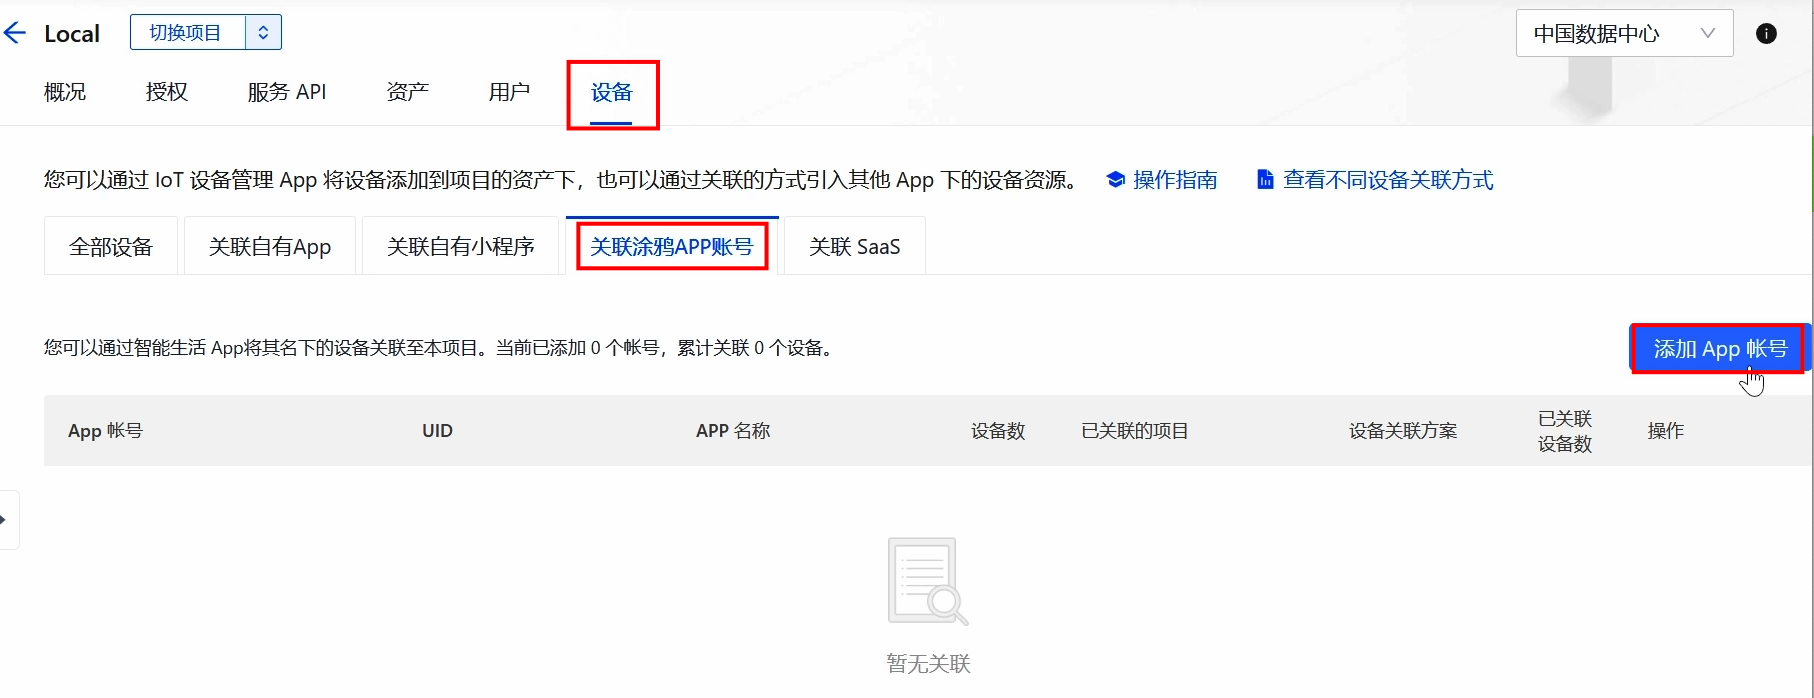 Local 切换项目 中国数据中心
概况 授权 服务 API 资产 用户 设备
您可以通过 IoT 设备管理 App 将设备添加到项目的资产下，也可以通过关联的方式引入其他 App 下的设备资源。 操作指南 查看不同设备关联方式
全部设备 关联自有App 关联自有小程序 关联涂鸦APP账号 关联 SaaS
您可以通过智能生活 App将其名下的设备关联至本项目。当前已添加 0 个帐号，累计关联 0 个设备。 添加 App 帐号
App 帐号 UID APP 名称 设备数 已关联的项目 设备关联方案 已关联设备数 操作
暂无关联